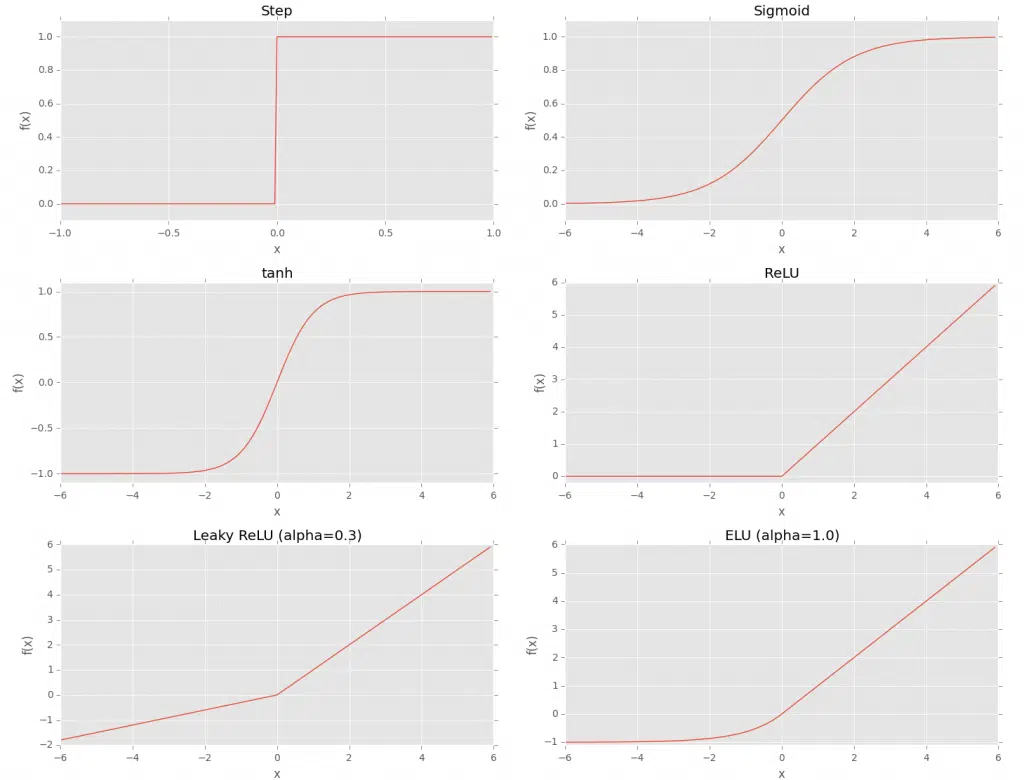 Step
1.0
0.8
0.6
0.4
0.2
0.0
f(x)
−1.0 −0.5 0.0 0.5 1.0
x
Sigmoid
1.0
0.8
0.6
0.4
0.2
0.0
f(x)
−6 −4 −2 0 2 4 6
x
tanh
1.0
0.5
0.0
−0.5
−1.0
f(x)
−6 −4 −2 0 2 4 6
x
ReLU
6
5
4
3
2
1
0
f(x)
−6 −4 −2 0 2 4 6
x
Leaky ReLU (alpha=0.3)
6
5
4
3
2
1
0
−1
−2
f(x)
−6 −4 −2 0 2 4 6
x
ELU (alpha=1.0)
6
5
4
3
2
1
0
−1
f(x)
−6 −4 −2 0 2 4 6
x